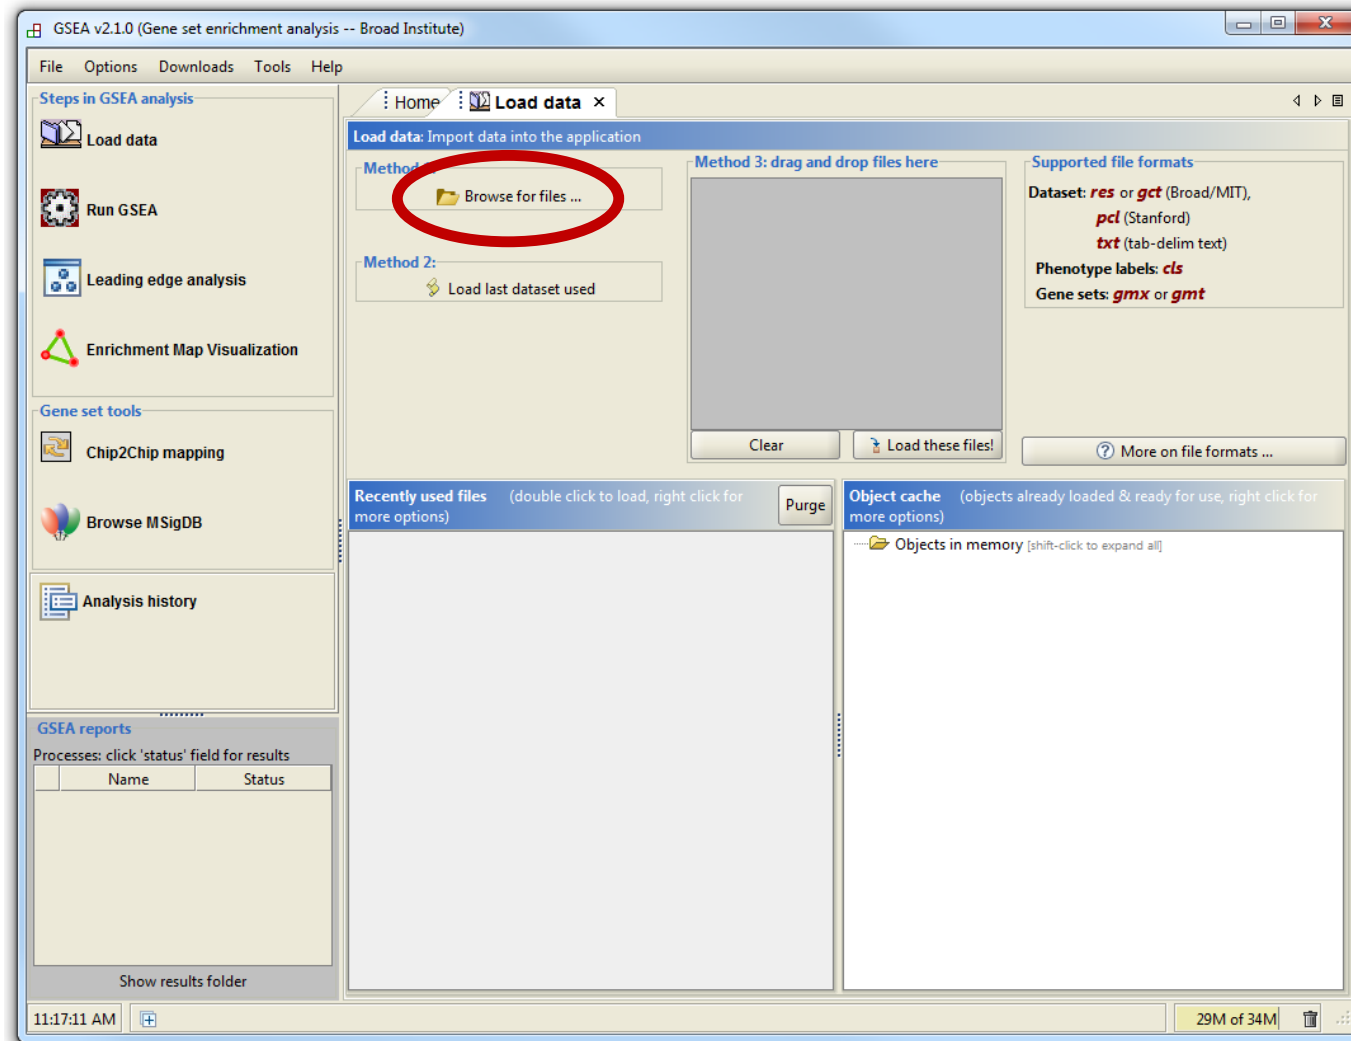 GSEA v2.1.0 (Gene set enrichment analysis -- Broad Institute)
File Options Downloads Tools Help
Steps in GSEA analysis
Load data
Run GSEA
Leading edge analysis
Enrichment Map Visualization
Gene set tools
Chip2Chip mapping
Browse MSigDB
Analysis history
GSEA reports
Processes: click 'status' field for results
Name Status
Show results folder
Home Load data ×
Load data: Import data into the application
Method
Browse for files ...
Method 2:
Load last dataset used
Method 3: drag and drop files here
Clear
Load these files!
Supported file formats
Dataset: res or gct (Broad/MIT),
pcl (Stanford)
txt (tab-delim text)
Phenotype labels: cls
Gene sets: gmx or gmt
More on file formats ...
Recently used files (double click to load, right click for
more options)
Purge
Object cache (objects already loaded & ready for use, right click for
more options)
Objects in memory [shift-click to expand all]
11:17:11 AM
29M of 34M